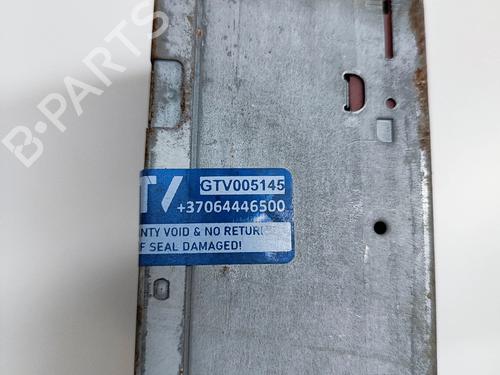 B-PARTS
GTV005145
+37064446500
NTY VOID & NO RETUR
F SEAL DAMAGED!